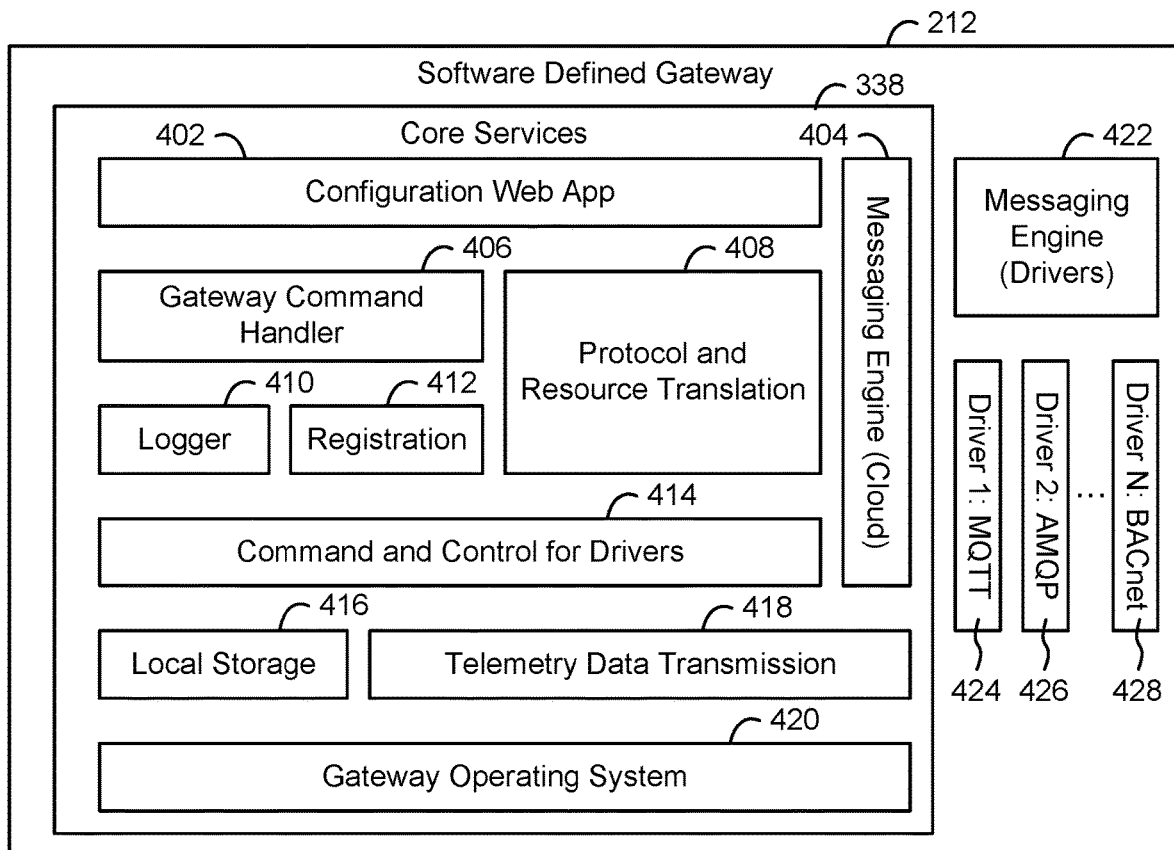 212
Software Defined Gateway
338
Core Services
402
404
422
Configuration Web App
Messaging Engine (Cloud)
Messaging
Engine
(Drivers)
406
408
Gateway Command
Handler
Protocol and
Resource Translation
410
412
Logger
Registration
Driver 1: MQTT
Driver 2: AMQP
...
Driver N: BACnet
414
Command and Control for Drivers
416
418
Local Storage
Telemetry Data Transmission
424
426
428
420
Gateway Operating System